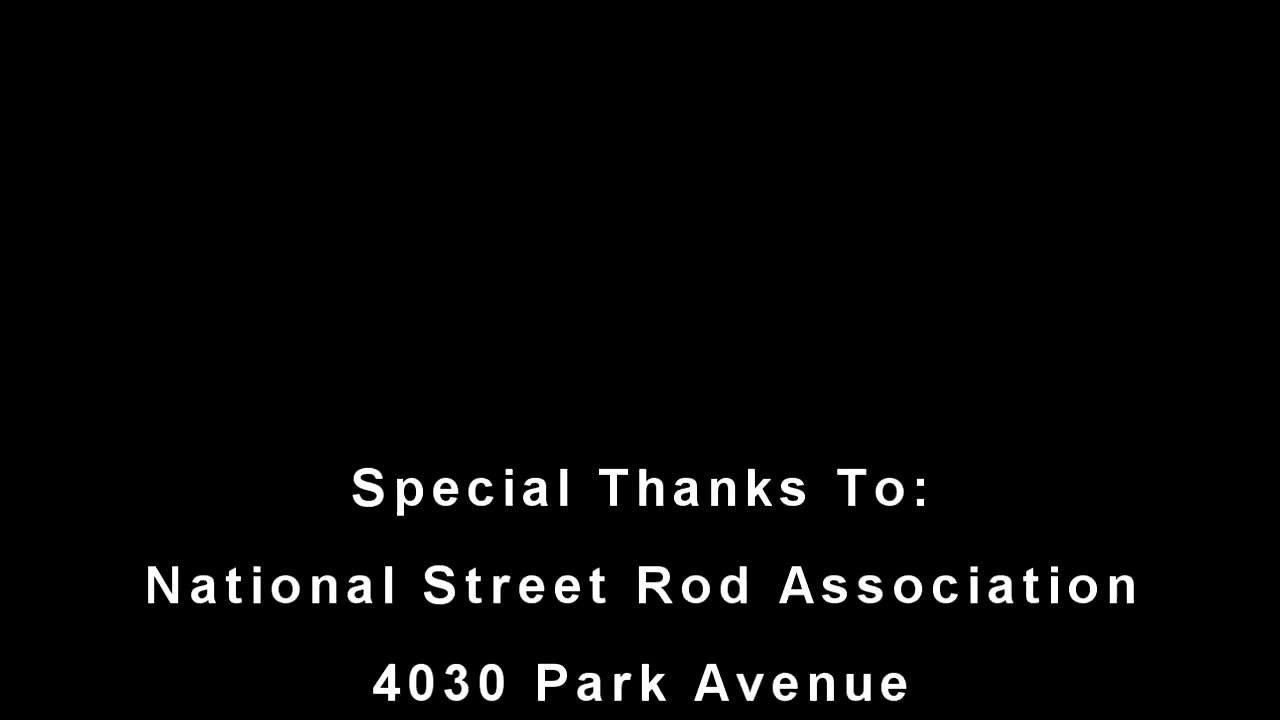 Special Thanks To:
National Street Rod Association
4030 Park Avenue